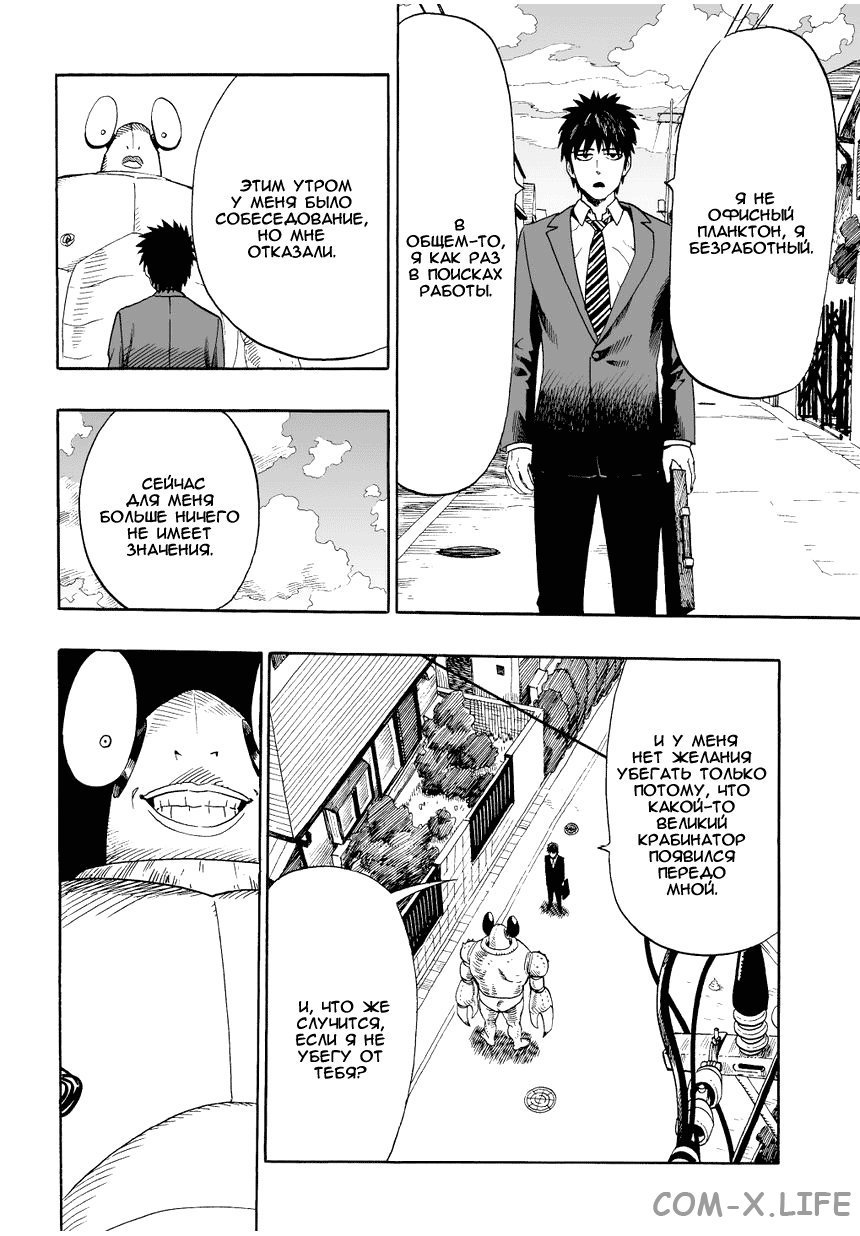 Я НЕ
ОФИСНЫЙ
ПЛАНКТОН, Я
БЕЗРАБОТНЫЙ.
В
ОБЩЕМ-ТО,
Я КАК РАЗ
В ПОИСКАХ
РАБОТЫ.
ЭТИМ УТРОМ
У МЕНЯ БЫЛО
СОБЕСЕДОВАНИЕ,
НО МНЕ
ОТКАЗАЛИ.
СЕЙЧАС
ДЛЯ МЕНЯ
БОЛЬШЕ НИЧЕГО
НЕ ИМЕЕТ
ЗНАЧЕНИЯ.
И У МЕНЯ
НЕТ ЖЕЛАНИЯ
УБЕГАТЬ ТОЛЬКО
ПОТОМУ, ЧТО
КАКОЙ-ТО
ВЕЛИКИЙ
КРАБИНАТОР
ПОЯВИЛСЯ
ПЕРЕДО
МНОЙ.
И, ЧТО ЖЕ
СЛУЧИТСЯ,
ЕСЛИ Я НЕ
УБЕГУ ОТ
ТЕБЯ?
COM-X.LIFE